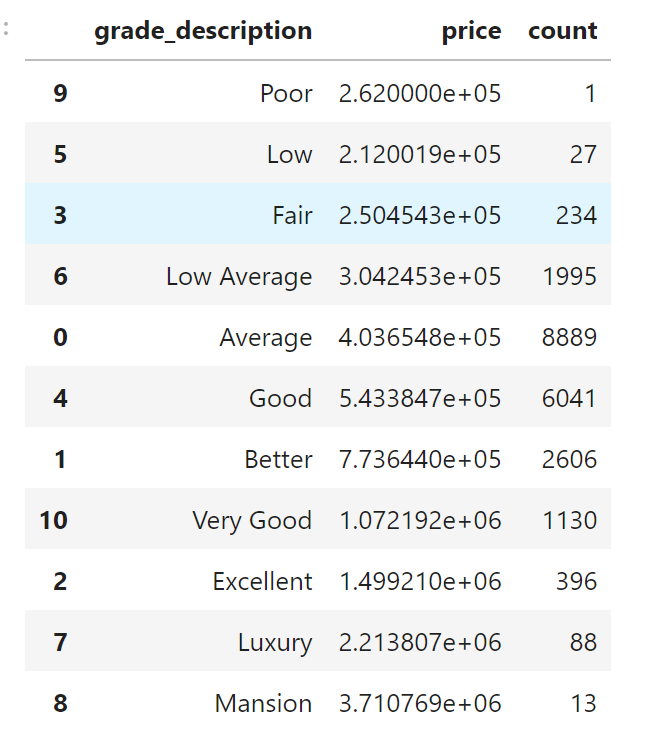 grade_description price count
9 Poor 2.620000e+05 1
5 Low 2.120019e+05 27
3 Fair 2.504543e+05 234
6 Low Average 3.042453e+05 1995
0 Average 4.036548e+05 8889
4 Good 5.433847e+05 6041
1 Better 7.736440e+05 2606
10 Very Good 1.072192e+06 1130
2 Excellent 1.499210e+06 396
7 Luxury 2.213807e+06 88
8 Mansion 3.710769e+06 13